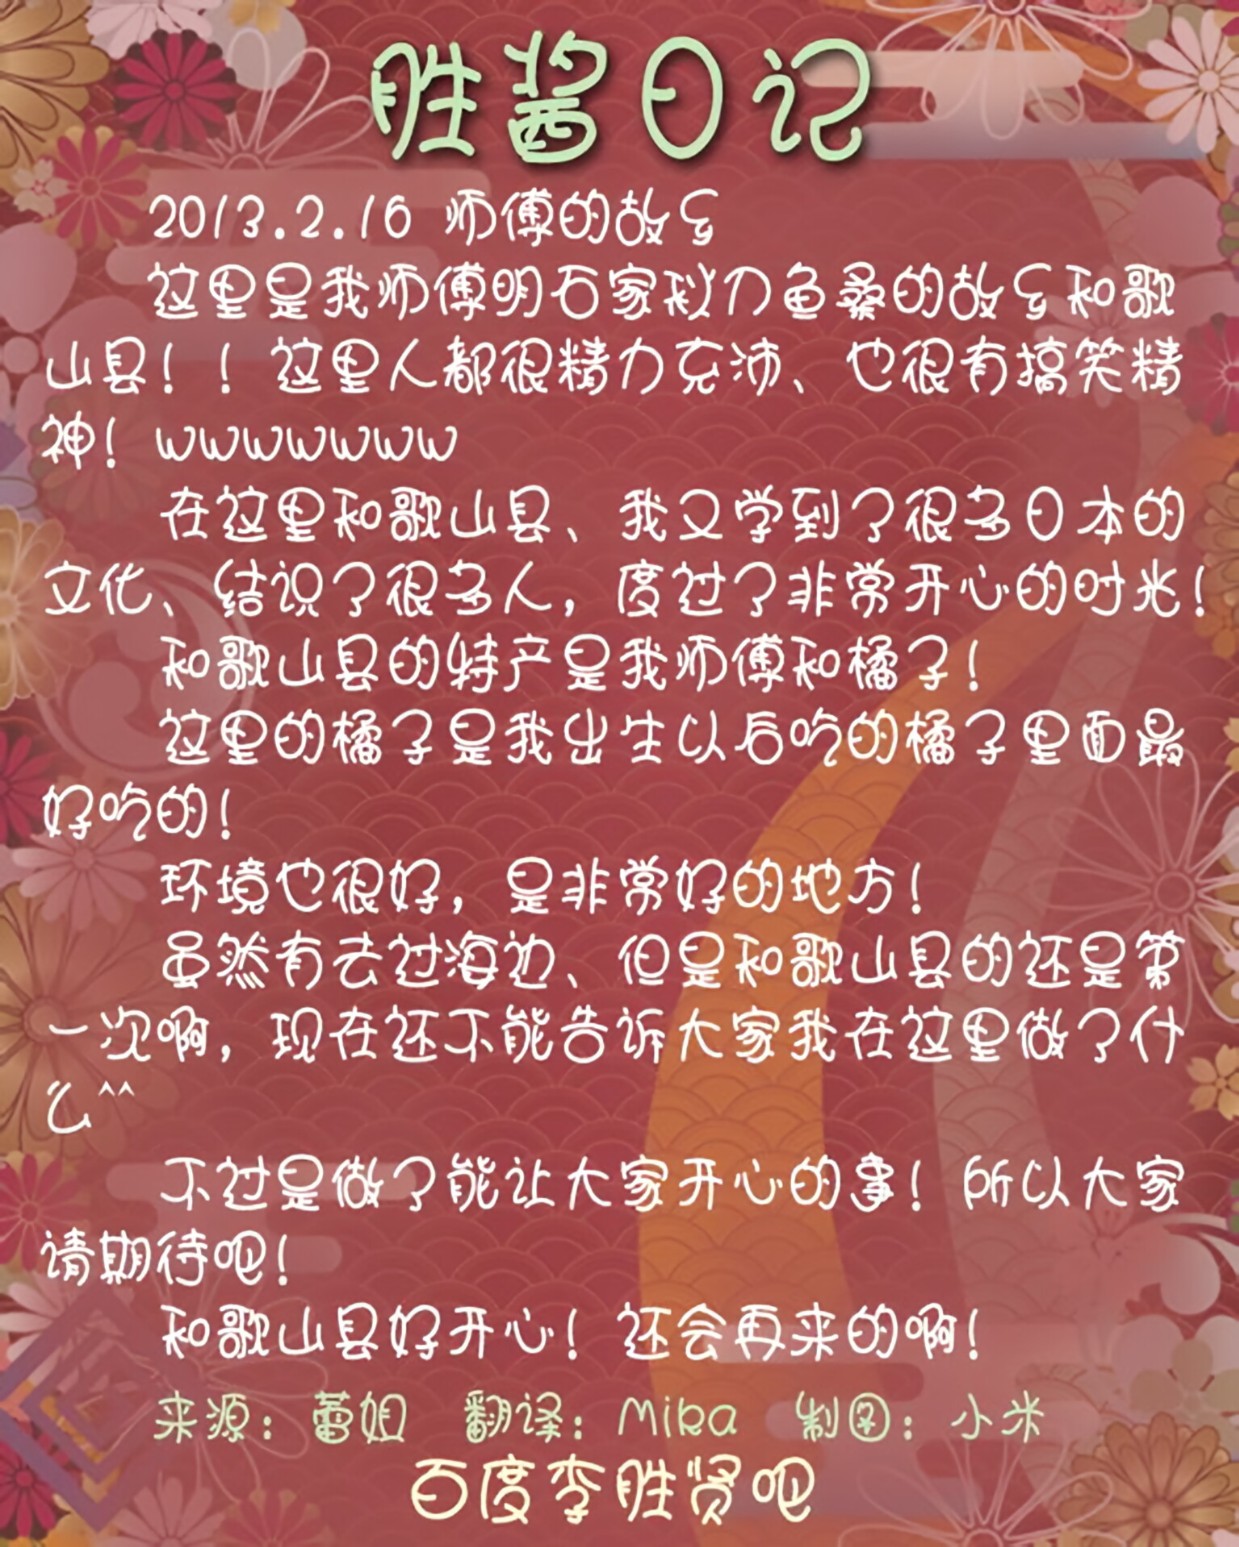 胜酱日记
2013.2.16 师傅的故乡
这里是我师傅明石家秋刀鱼桑的故乡和歌
山县！！这里人都很精力充沛、也很有搞笑精
神！wwwwwww
在这里和歌山县、我又学到了很多日本的
文化、结识了很多人，度过了非常开心的时光！
和歌山县的特产是我师傅和橘子！
这里的橘子是我出生以后吃的橘子里面最
好吃的！
环境也很好，是非常好的地方！
虽然有去过海边、但是和歌山县的还是第
一次啊，现在还不能告诉大家我在这里做了什
么^^
不过是做了能让大家开心的事！所以大家
请期待吧！
和歌山县好开心！还会再来的啊！
来源：蕾姐 翻译：Mika 制图：小米
百度李胜贤吧